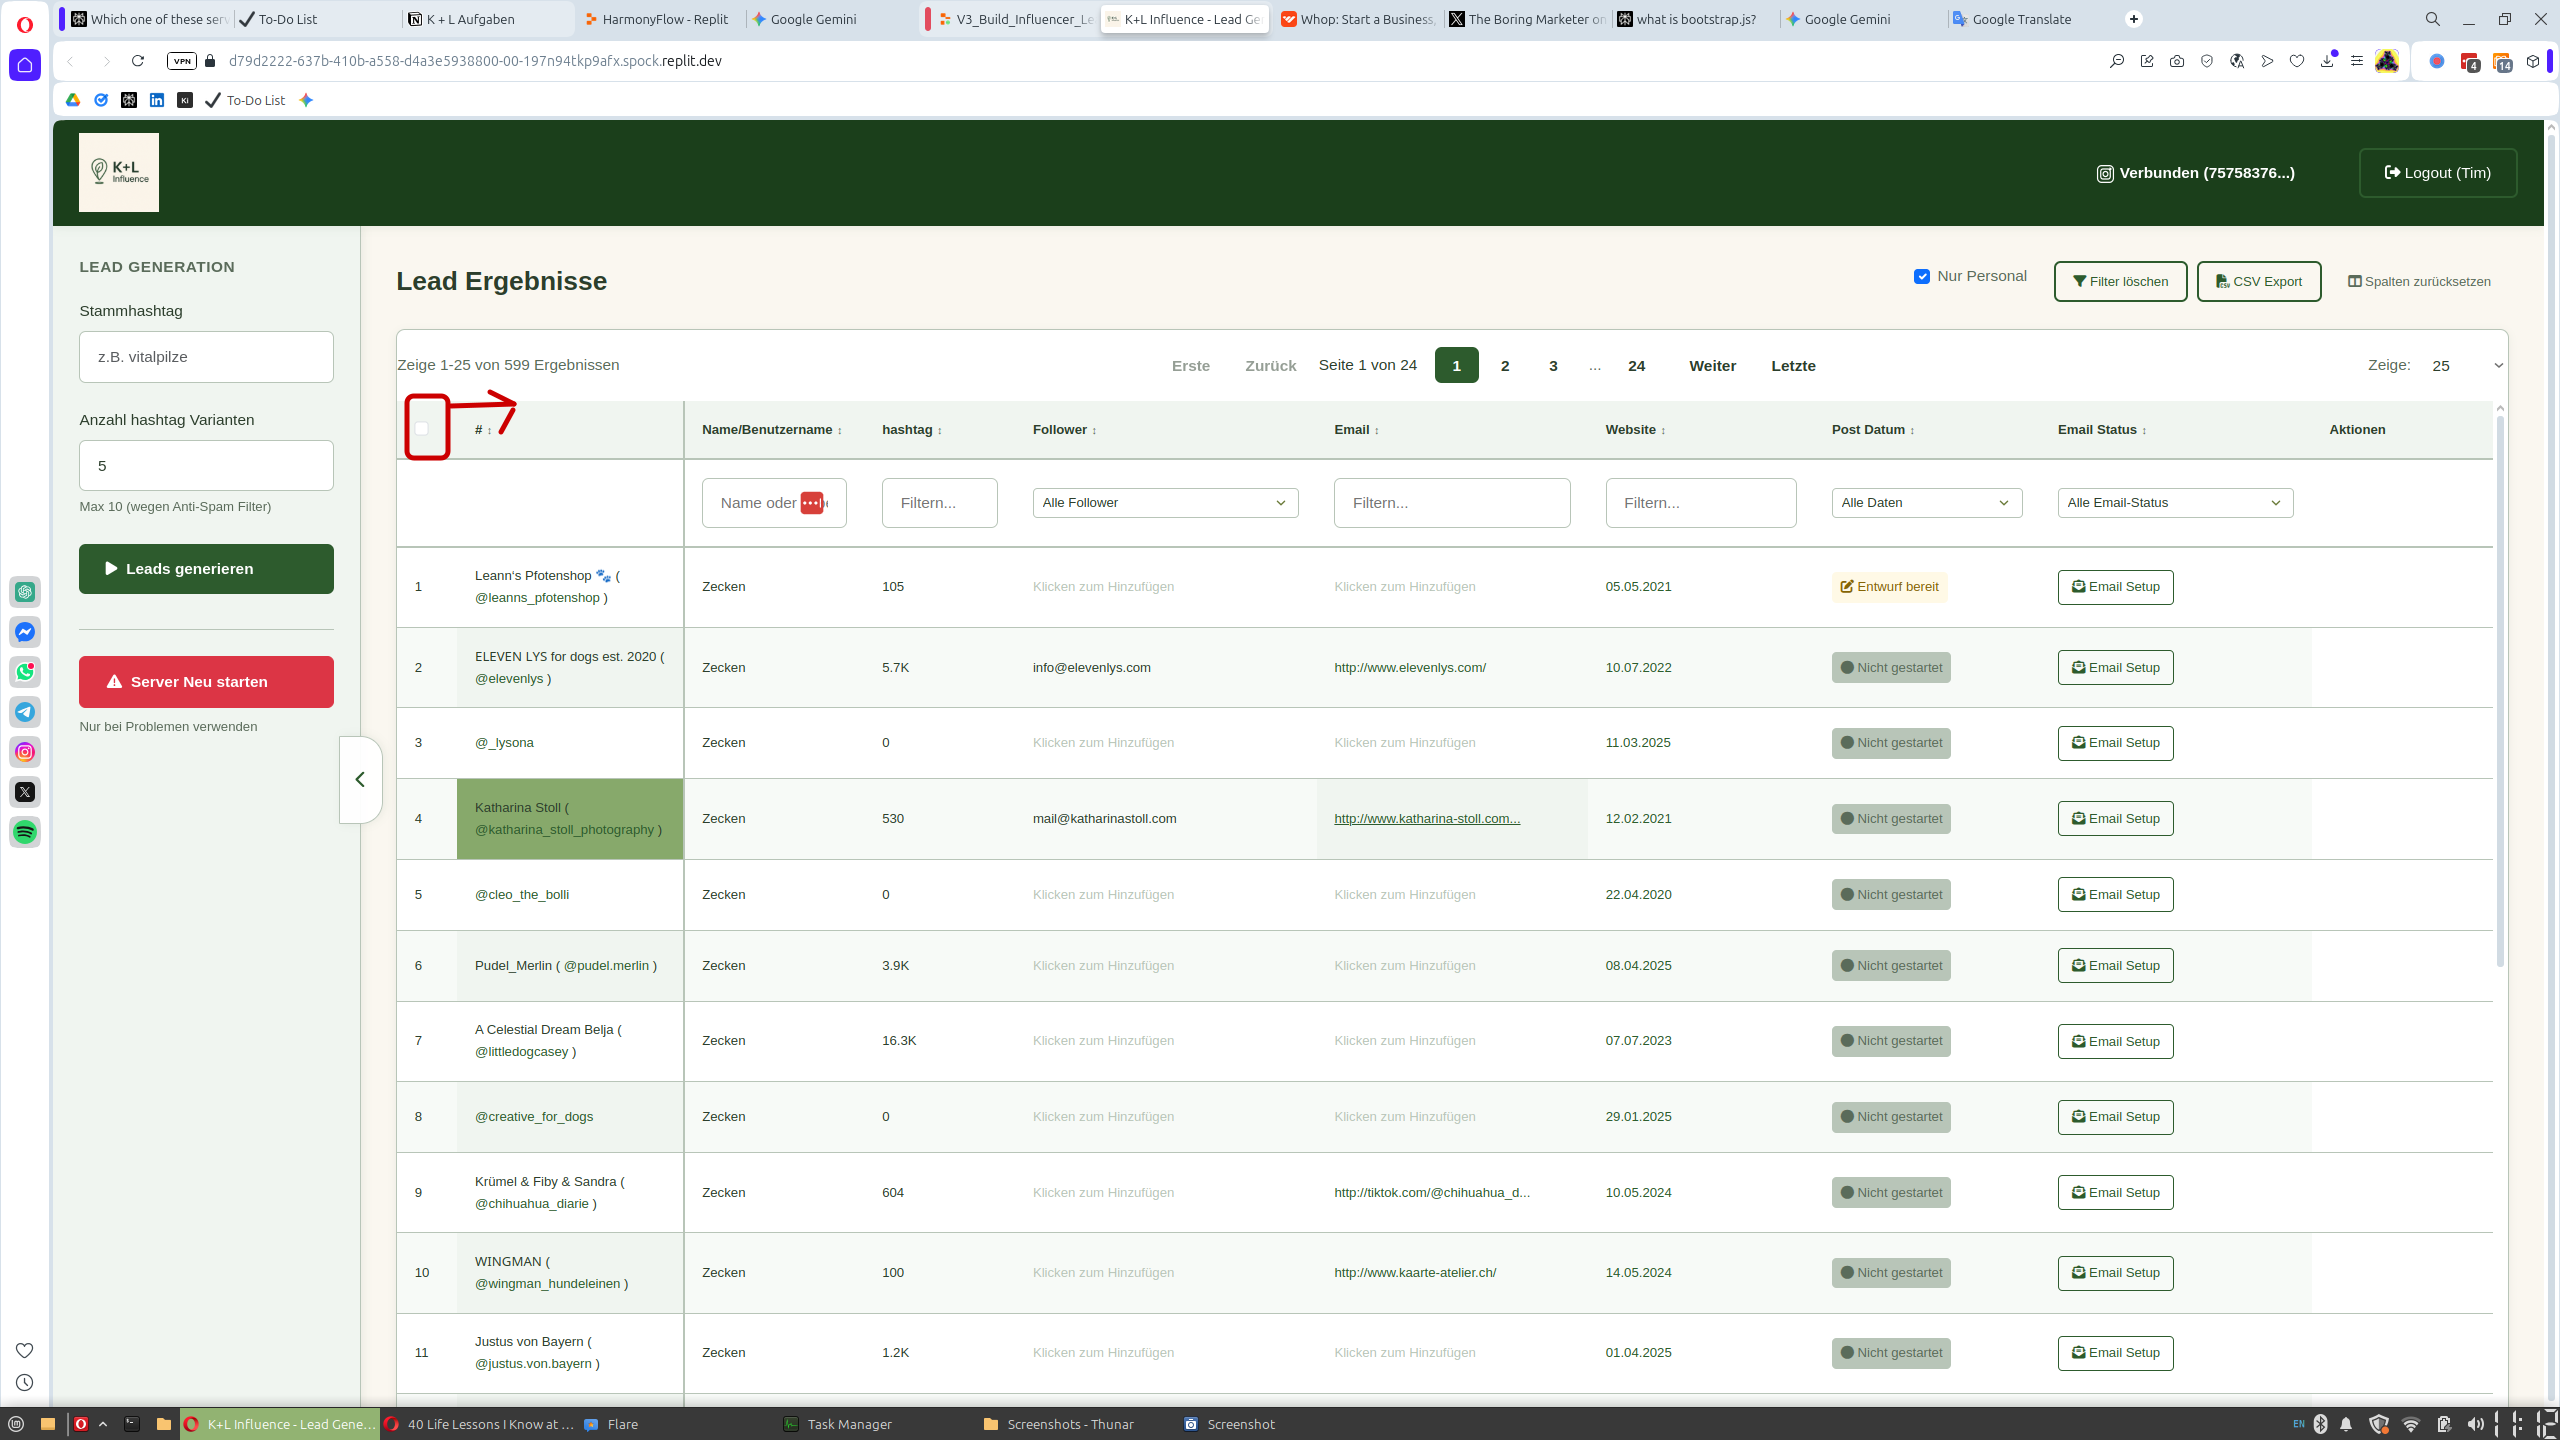 Which one of these serv
To-Do List
K + L Aufgaben
HarmonyFlow - Replit
Google Gemini
V3_Build_Influencer_Le
K+L Influence - Lead Ge
Whop: Start a Business,
The Boring Marketer on
what is bootstrap.js?
Google Gemini
Google Translate
VPN
d79d2222-637b-410b-a558-d4a3e5938800-00-197n94tkp9afx.spock.replit.dev
4
14
Ki
To-Do List
K+L
Influence
Verbunden (75758376...)
Logout (Tim)
LEAD GENERATION
Stammhashtag
z.B. vitalpilze
Anzahl hashtag Varianten
5
Max 10 (wegen Anti-Spam Filter)
Leads generieren
Server Neu starten
Nur bei Problemen verwenden
Lead Ergebnisse
Nur Personal
Filter löschen
CSV Export
Spalten zurücksetzen
Zeige 1-25 von 599 Ergebnissen
Erste Zurück Seite 1 von 24 1 2 3 ... 24 Weiter Letzte
Zeige: 25
# ↕ Name/Benutzername ↕ hashtag ↕ Follower ↕ Email ↕ Website ↕ Post Datum ↕ Email Status ↕ Aktionen
Name oder Filtern... Alle Follower Filtern... Filtern... Alle Daten Alle Email-Status
1 Leann‘s Pfotenshop 🐾 (
@leanns_pfotenshop ) Zecken 105 Klicken zum Hinzufügen Klicken zum Hinzufügen 05.05.2021 Entwurf bereit Email Setup
2 ELEVEN LYS for dogs est. 2020 (
@elevenlys ) Zecken 5.7K info@elevenlys.com http://www.elevenlys.com/ 10.07.2022 Nicht gestartet Email Setup
3 @_lysona Zecken 0 Klicken zum Hinzufügen Klicken zum Hinzufügen 11.03.2025 Nicht gestartet Email Setup
4 Katharina Stoll (
@katharina_stoll_photography ) Zecken 530 mail@katharinastoll.com http://www.katharina-stoll.com... 12.02.2021 Nicht gestartet Email Setup
5 @cleo_the_bolli Zecken 0 Klicken zum Hinzufügen Klicken zum Hinzufügen 22.04.2020 Nicht gestartet Email Setup
6 Pudel_Merlin ( @pudel.merlin ) Zecken 3.9K Klicken zum Hinzufügen Klicken zum Hinzufügen 08.04.2025 Nicht gestartet Email Setup
7 A Celestial Dream Belja (
@littledogcasey ) Zecken 16.3K Klicken zum Hinzufügen Klicken zum Hinzufügen 07.07.2023 Nicht gestartet Email Setup
8 @creative_for_dogs Zecken 0 Klicken zum Hinzufügen Klicken zum Hinzufügen 29.01.2025 Nicht gestartet Email Setup
9 Krümel & Fiby & Sandra (
@chihuahua_diarie ) Zecken 604 Klicken zum Hinzufügen http://tiktok.com/@chihuahua_d... 10.05.2024 Nicht gestartet Email Setup
10 WINGMAN (
@wingman_hundeleinen ) Zecken 100 Klicken zum Hinzufügen http://www.kaarte-atelier.ch/ 14.05.2024 Nicht gestartet Email Setup
11 Justus von Bayern (
@justus.von.bayern ) Zecken 1.2K Klicken zum Hinzufügen Klicken zum Hinzufügen 01.04.2025 Nicht gestartet Email Setup
K+L Influence - Lead Gene...
40 Life Lessons I Know at ...
Flare
Task Manager
Screenshots - Thunar
Screenshot
EN
11:12